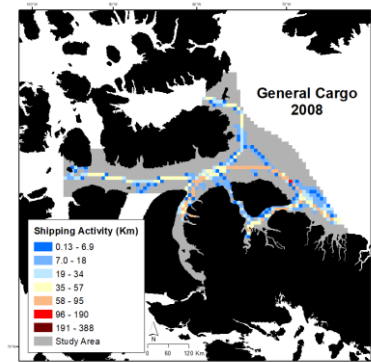 General Cargo
2008
Shipping Activity (Km)
0.13 - 6.9
7.0 - 18
19 - 34
35 - 57
58 - 95
96 - 190
191 - 388
Study Area
N
0 30 60 120
Km